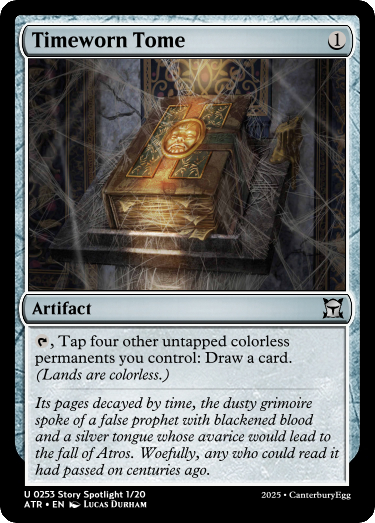 Timeworn Tome 1
Artifact
, Tap four other untapped colorless
permanents you control: Draw a card.
(Lands are colorless.)
Its pages decayed by time, the dusty grimoire
spoke of a false prophet with blackened blood
and a silver tongue whose avarice would lead to
the fall of Atros. Woefully, any who could read it
had passed on centuries ago.
U 0253 Story Spotlight 1/20
ATR • EN Lucas Durham
2025 • CanterburyEgg